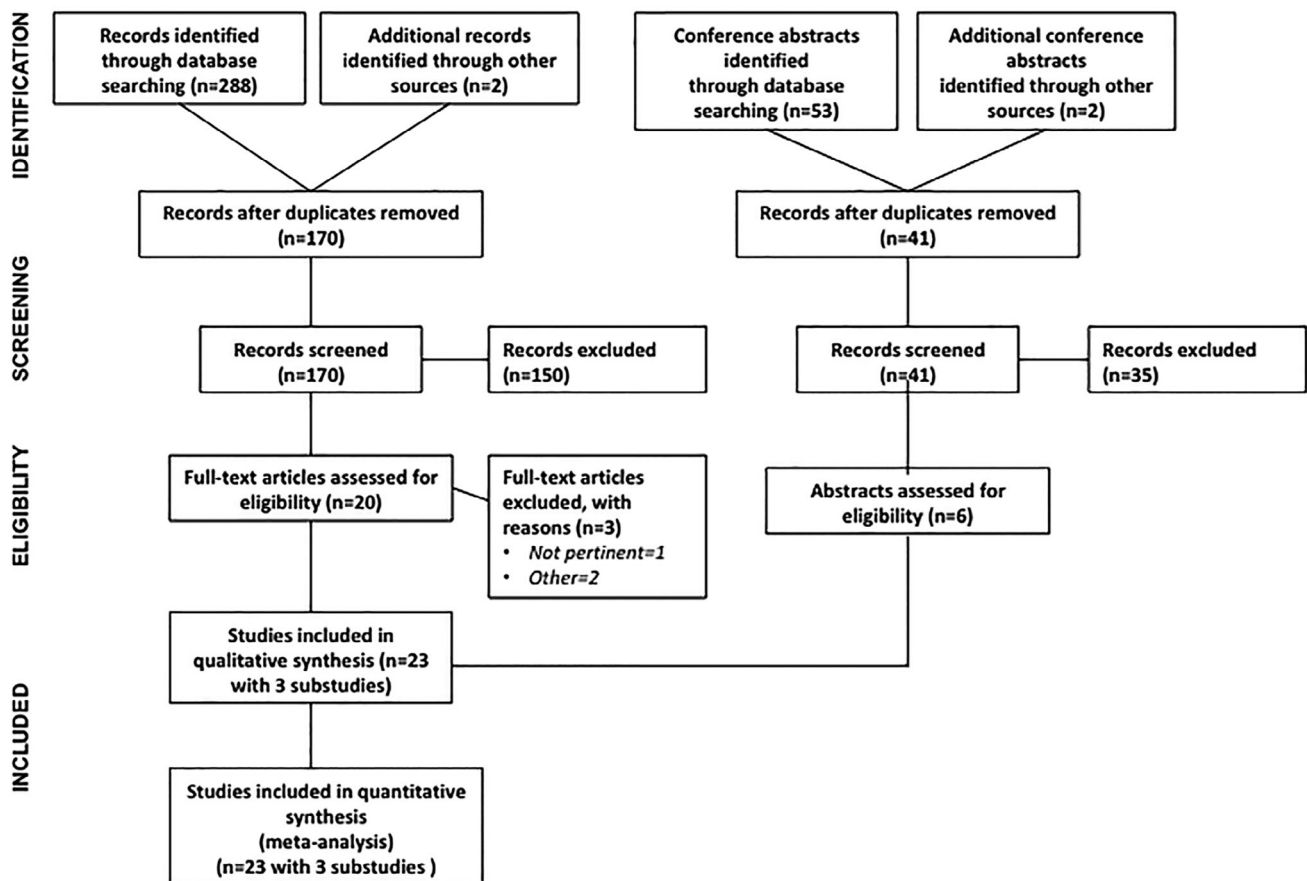 IDENTIFICATION
Records identified
through database
searching (n=288)
Additional records
identified through other
sources (n=2)
Conference abstracts
identified
through database
searching (n=53)
Additional conference
abstracts
identified through other
sources (n=2)
Records after duplicates removed
(n=170)
Records after duplicates removed
(n=41)
SCREENING
Records screened
(n=170)
Records excluded
(n=150)
Records screened
(n=41)
Records excluded
(n=35)
ELIGIBILITY
Full-text articles assessed for
eligibility (n=20)
Full-text articles
excluded, with
reasons (n=3)
• Not pertinent=1
• Other=2
Abstracts assessed for
eligibility (n=6)
INCLUDED
Studies included in
qualitative synthesis (n=23
with 3 substudies)
Studies included in quantitative
synthesis
(meta-analysis)
(n=23 with 3 substudies )